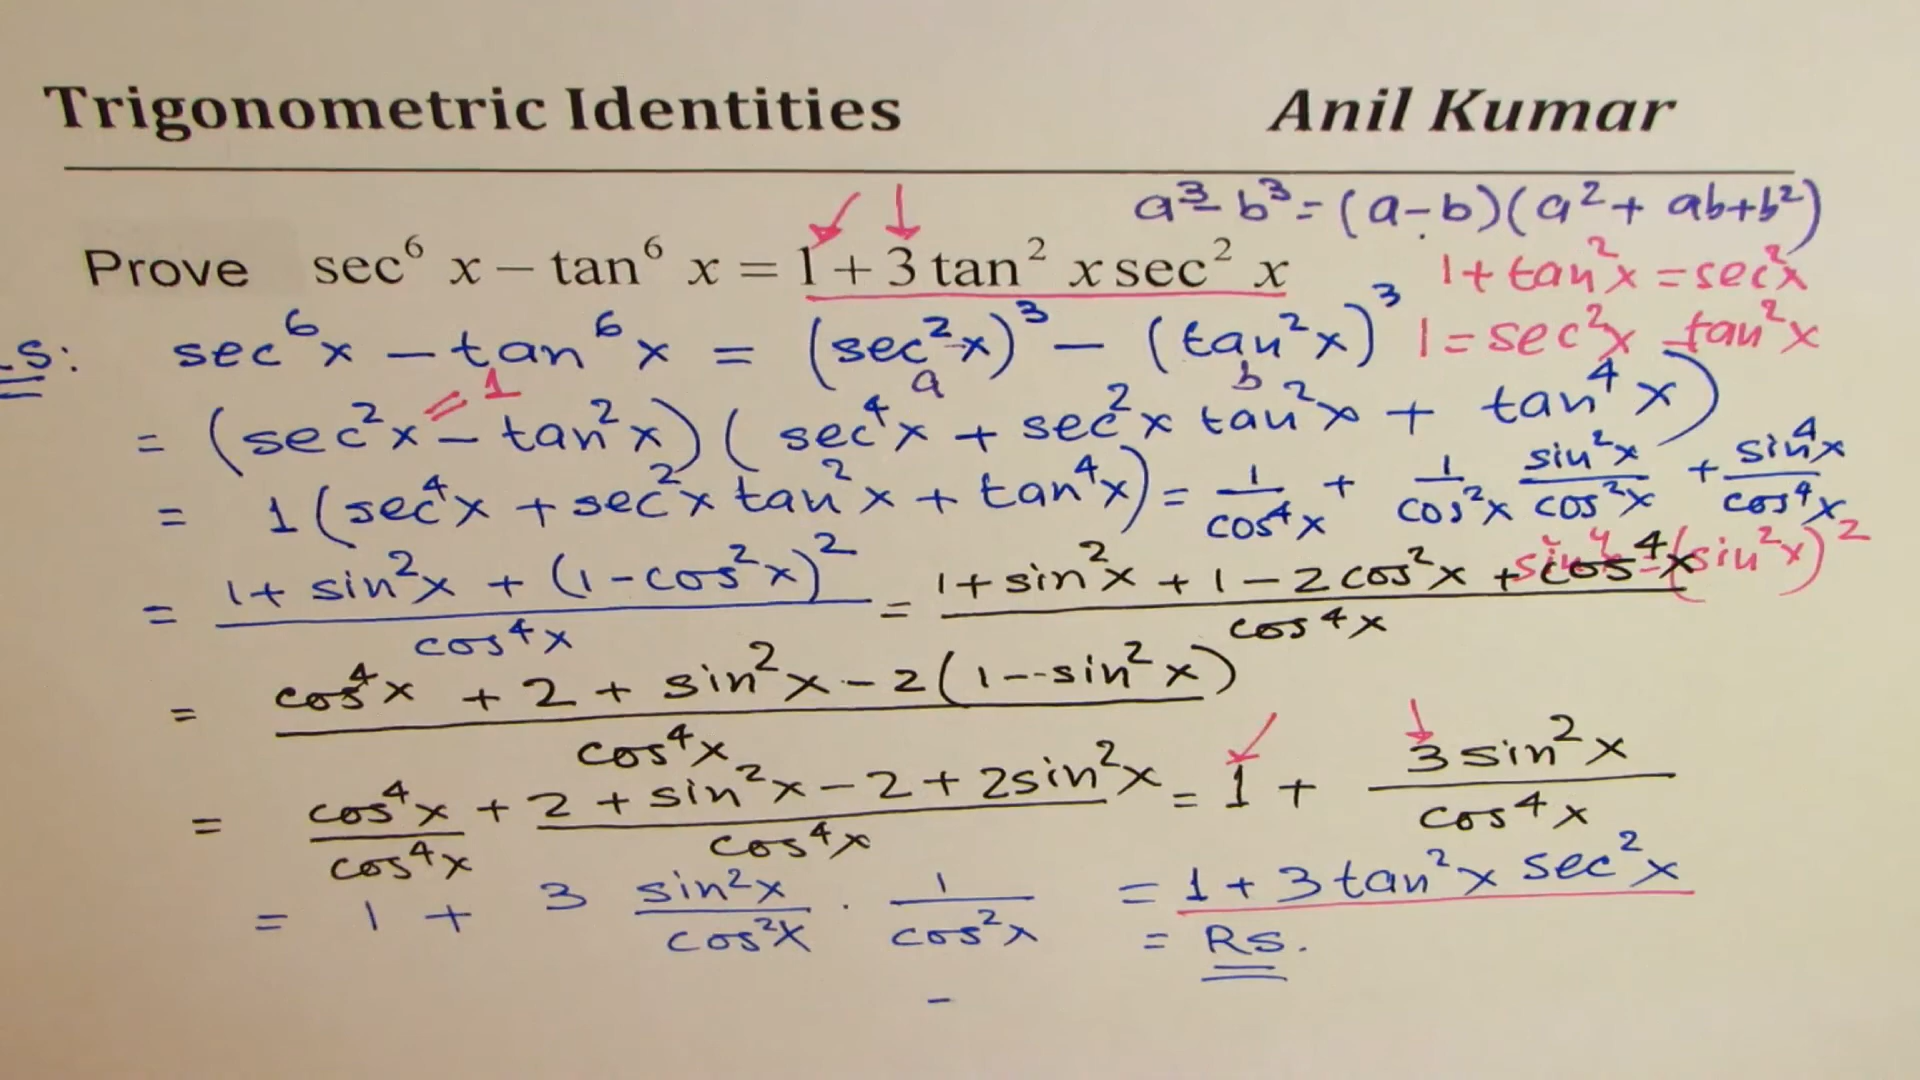 Trigonometric Identities Anil Kumar
a³ - b³ = (a-b)(a² + ab + b²)
Prove sec⁶ x − tan⁶ x = 1 + 3 tan² x sec² x
1 + tan²x = sec²x
LS: sec⁶x − tan⁶x = (sec²x)³ − (tan²x)³
a b
1 = sec²x − tan²x
= 1
= (sec²x − tan²x)(sec⁴x + sec²x tan²x + tan⁴x)
= 1(sec⁴x + sec²x tan²x + tan⁴x) = 1/cos⁴x + 1/cos²x sin²x/cos²x + sin⁴x/cos⁴x
sin⁴ = (sin²x)²
= (1 + sin²x + (1-cos²x)²)/cos⁴x = (1 + sin²x + 1 − 2cos²x + cos⁴x)/cos⁴x
= (cos⁴x + 2 + sin²x − 2(1-sin²x))/cos⁴x
= cos⁴x/cos⁴x + (2 + sin²x − 2 + 2sin²x)/cos⁴x = 1 + 3sin²x/cos⁴x
= 1 + 3 sin²x/cos²x · 1/cos²x = 1 + 3tan²x sec²x
= RS.